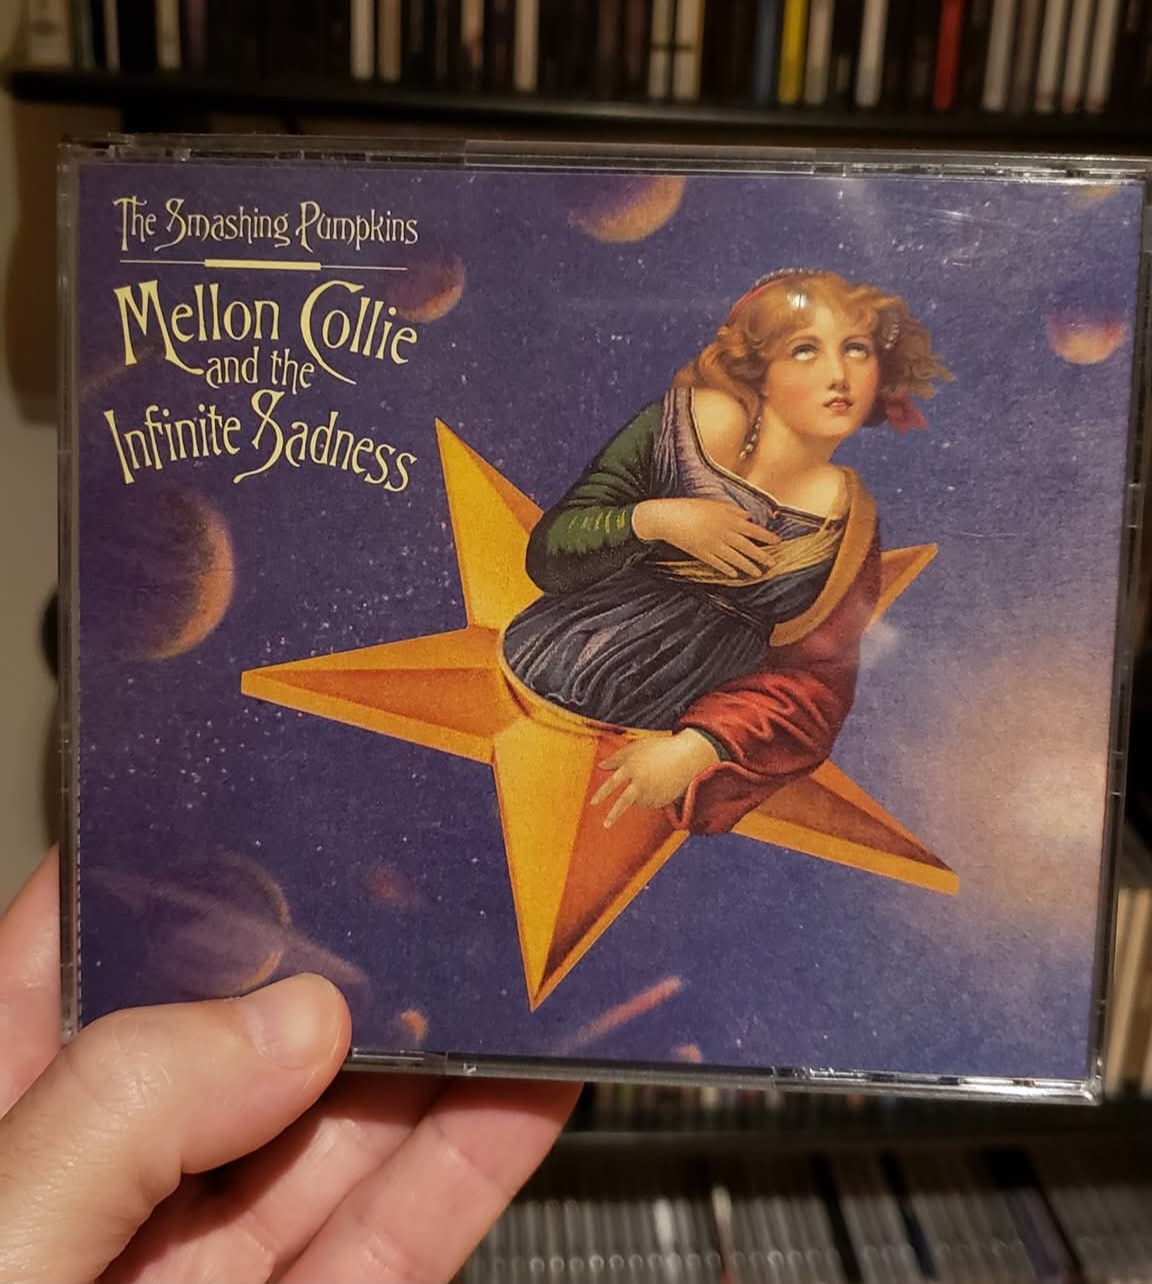 The Smashing Pumpkins
Mellon Collie
and the
Infinite Sadness